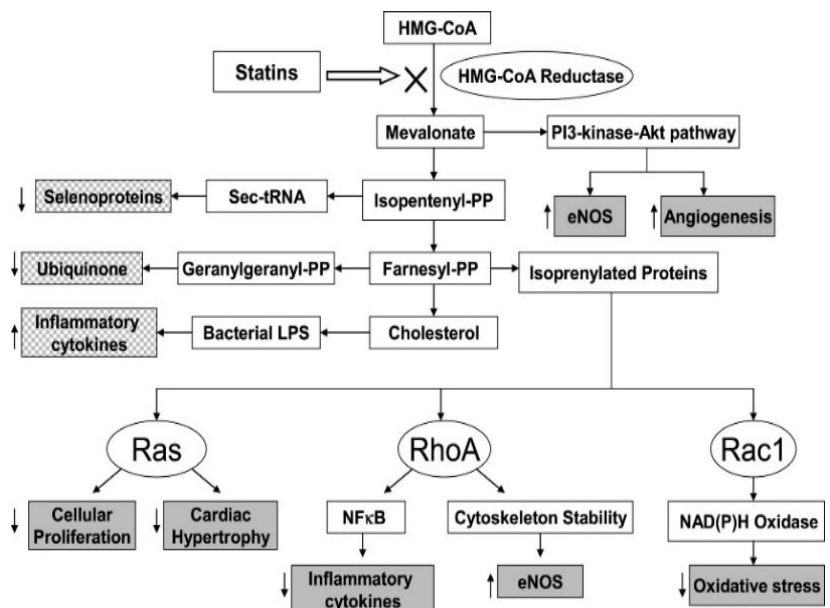 HMG-CoA
Statins
HMG-CoA Reductase
Mevalonate
PI3-kinase-Akt pathway
Selenoproteins
Sec-tRNA
Isopentenyl-PP
eNOS
Angiogenesis
Ubiquinone
Geranylgeranyl-PP
Farnesyl-PP
Isoprenylated Proteins
Inflammatory
cytokines
Bacterial LPS
Cholesterol
Ras
RhoA
Rac1
Cellular
Proliferation
Cardiac
Hypertrophy
NFκB
Cytoskeleton Stability
NAD(P)H Oxidase
Inflammatory
cytokines
eNOS
Oxidative stress